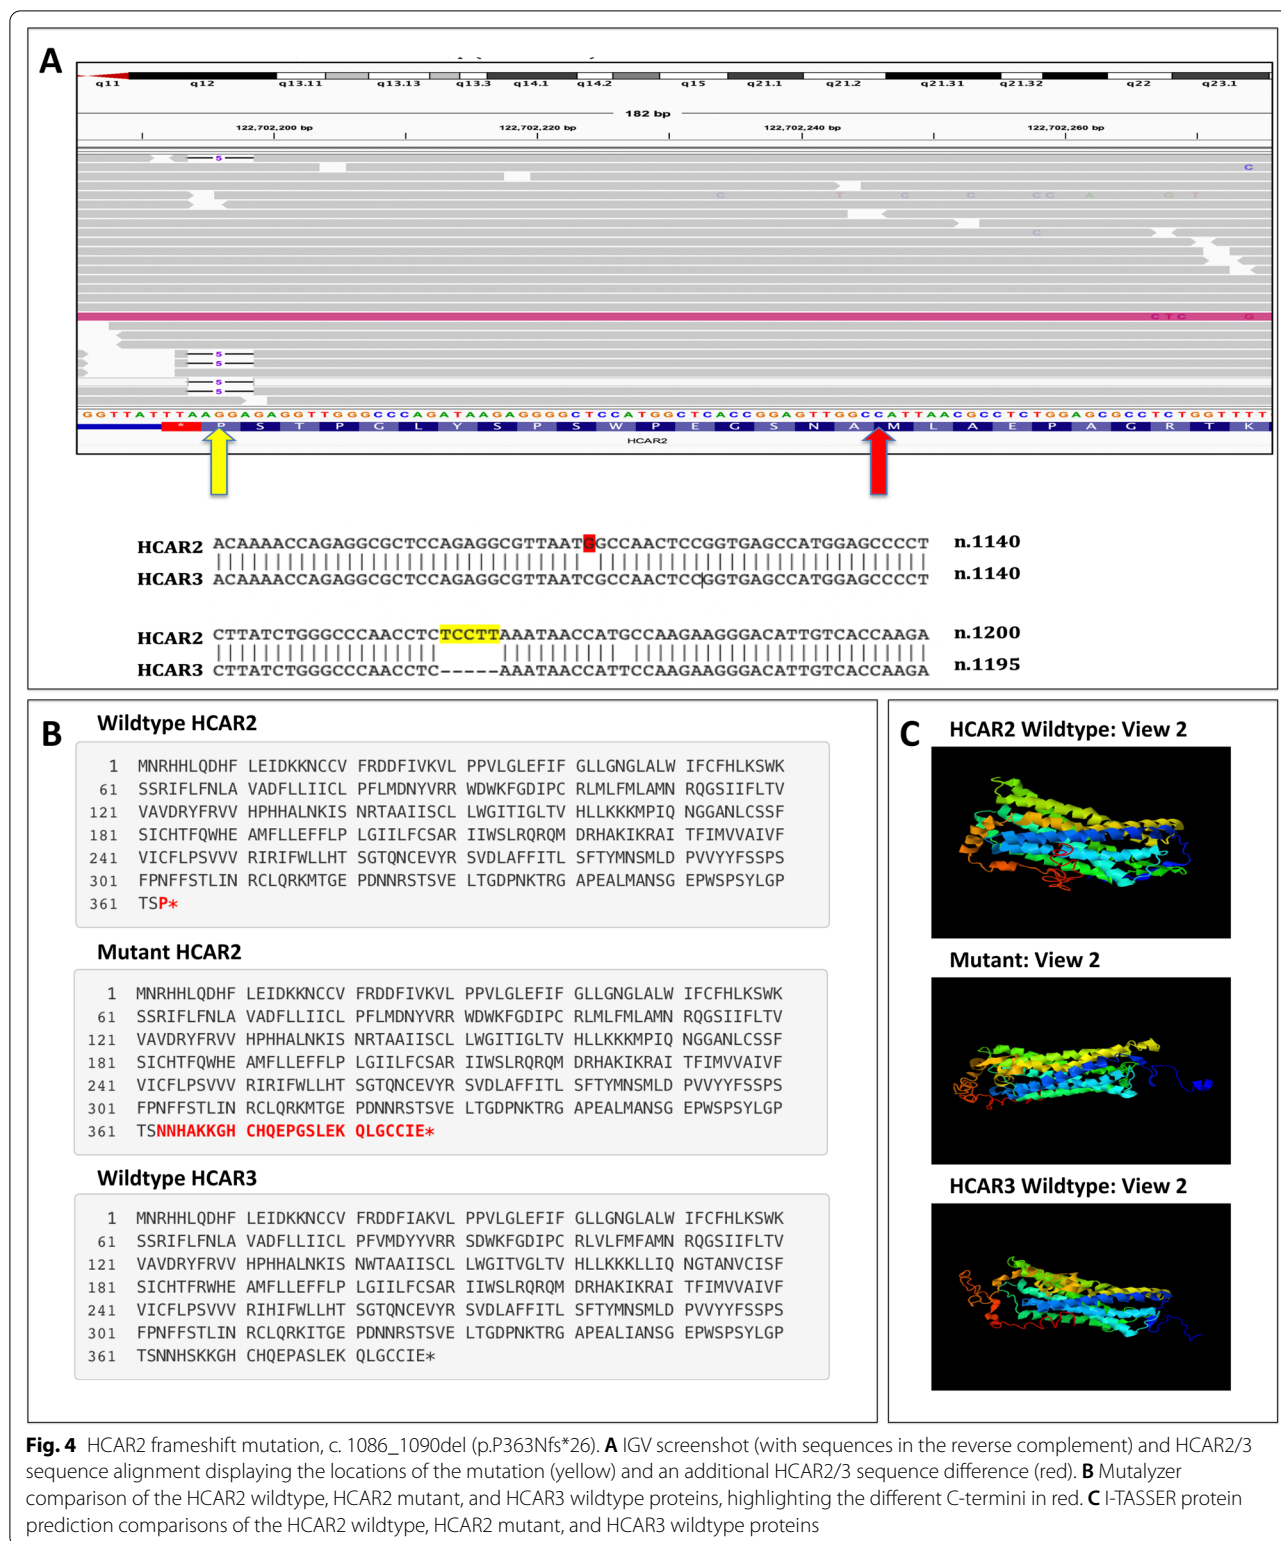 A
q11 q12 q13.11 q13.13 q13.3 q14.1 q14.2 q15 q21.1 q21.2 q21.31 q21.32 q22 q23.1
182 bp
122,702,200 bp 122,702,220 bp 122,702,240 bp 122,702,260 bp
5
C
C T C C C C A G T
C
C T C G
5
5
5
5
GGTTATTTAAGGAGAGGTTGGGCCCAGATAAGAGGGGCTCCATGGCTCACCGGAGTTGGCCATTAACGCCTCTGGAGCGCCTCTGGTTTT
* P S T P G L Y S P S W P E G S N A M L A E P A G R T K
HCAR2
HCAR2 ACAAAACCAGAGGCGCTCCAGAGGCGTTAATGGCCAACTCCGGTGAGCCATGGAGCCCCT n.1140
HCAR3 ACAAAACCAGAGGCGCTCCAGAGGCGTTAATCGCCAACTCCGGTGAGCCATGGAGCCCCT n.1140
HCAR2 CTTATCTGGGCCCAACCTCTCCTTAAATAACCATGCCAAGAAGGGACATTGTCACCAAGA n.1200
HCAR3 CTTATCTGGGCCCAACCTC-----AAATAACCATTCCAAGAAGGGACATTGTCACCAAGA n.1195
B
Wildtype HCAR2
1 MNRHHLQDHF LEIDKKNCCV FRDDFIVKVL PPVLGLEFIF GLLGNGLALW IFCFHLKSWK
61 SSRIFLFNLA VADFLLIICL PFLMDNYVRR WDWKFGDIPC RLMLFMLAMN RQGSIIFLTV
121 VAVDRYFRVV HPHHALNKIS NRTAAIISCL LWGITIGLTV HLLKKKMPIQ NGGANLCSSF
181 SICHTFQWHE AMFLLEFFLP LGIILFCSAR IIWSLRQRQM DRHAKIKRAI TFIMVVAIVF
241 VICFLPSVVV RIRIFWLLHT SGTQNCEVYR SVDLAFFITL SFTYMNSMLD PVVYYFSSPS
301 FPNFFSTLIN RCLQRKMTGE PDNNRSTSVE LTGDPNKTRG APEALMANSG EPWSPSYLGP
361 TSP*
Mutant HCAR2
1 MNRHHLQDHF LEIDKKNCCV FRDDFIVKVL PPVLGLEFIF GLLGNGLALW IFCFHLKSWK
61 SSRIFLFNLA VADFLLIICL PFLMDNYVRR WDWKFGDIPC RLMLFMLAMN RQGSIIFLTV
121 VAVDRYFRVV HPHHALNKIS NRTAAIISCL LWGITIGLTV HLLKKKMPIQ NGGANLCSSF
181 SICHTFQWHE AMFLLEFFLP LGIILFCSAR IIWSLRQRQM DRHAKIKRAI TFIMVVAIVF
241 VICFLPSVVV RIRIFWLLHT SGTQNCEVYR SVDLAFFITL SFTYMNSMLD PVVYYFSSPS
301 FPNFFSTLIN RCLQRKMTGE PDNNRSTSVE LTGDPNKTRG APEALMANSG EPWSPSYLGP
361 TSNNHAKKGH CHQEPGSLEK QLGCCIE*
Wildtype HCAR3
1 MNRHHLQDHF LEIDKKNCCV FRDDFIAKVL PPVLGLEFIF GLLGNGLALW IFCFHLKSWK
61 SSRIFLFNLA VADFLLIICL PFVMDYYVRR SDWKFGDIPC RLVLFMFAMN RQGSIIFLTV
121 VAVDRYFRVV HPHHALNKIS NWTAAIISCL LWGITVGLTV HLLKKKLLIQ NGTANVCISF
181 SICHTFRWHE AMFLLEFFLP LGIILFCSAR IIWSLRQRQM DRHAKIKRAI TFIMVVAIVF
241 VICFLPSVVV RIHIFWLLHT SGTQNCEVYR SVDLAFFITL SFTYMNSMLD PVVYYFSSPS
301 FPNFFSTLIN RCLQRKITGE PDNNRSTSVE LTGDPNKTRG APEALIANSG EPWSPSYLGP
361 TSNNHSKKGH CHQEPASLEK QLGCCIE*
C
HCAR2 Wildtype: View 2
Mutant: View 2
HCAR3 Wildtype: View 2
Fig. 4 HCAR2 frameshift mutation, c. 1086_1090del (p.P363Nfs*26). A IGV screenshot (with sequences in the reverse complement) and HCAR2/3
sequence alignment displaying the locations of the mutation (yellow) and an additional HCAR2/3 sequence difference (red). B Mutalyzer
comparison of the HCAR2 wildtype, HCAR2 mutant, and HCAR3 wildtype proteins, highlighting the different C-termini in red. C I-TASSER protein
prediction comparisons of the HCAR2 wildtype, HCAR2 mutant, and HCAR3 wildtype proteins